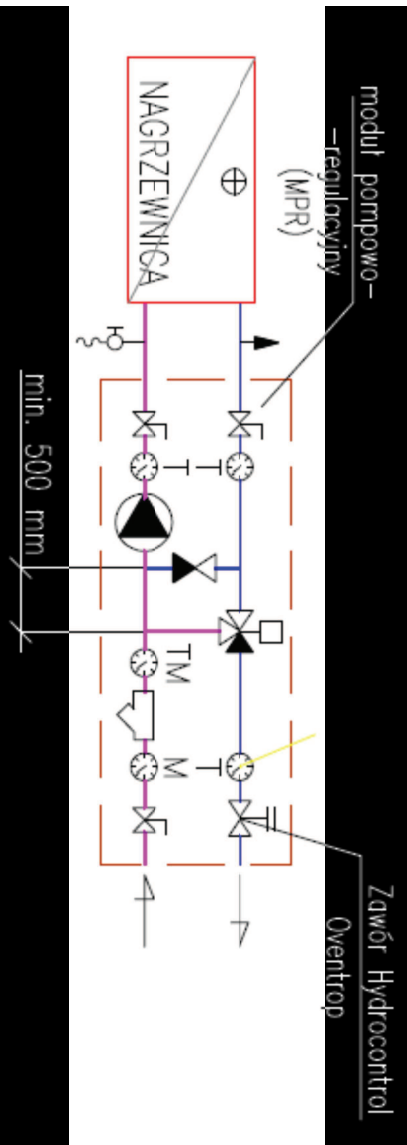 moduł pompowo-
-regulacyjny
(MPR)
NAGRZEWNICA
T
T
min. 500 mm
TM
M
T
Zawór Hydrocontrol
Oventrop